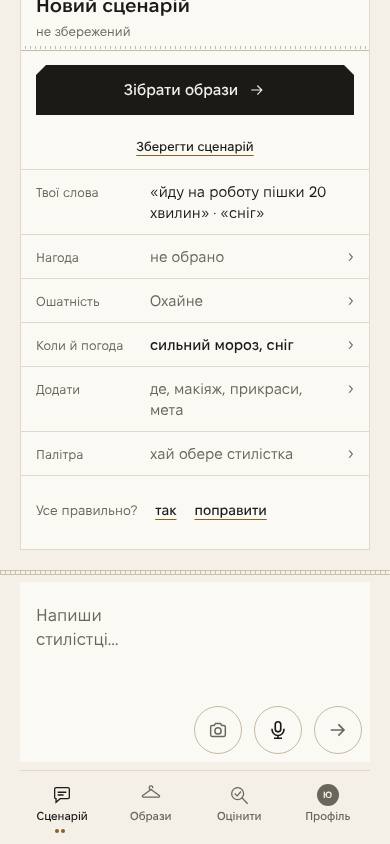 Новий сценарій
не збережений
Зібрати образи →
Зберегти сценарій
Твої слова
«йду на роботу пішки 20
хвилин» · «сніг»
Нагода
не обрано
Ошатність
Охайне
Коли й погода
сильний мороз, сніг
Додати
де, макіяж, прикраси,
мета
Палітра
хай обере стилістка
Усе правильно? так поправити
Напиши
стилістці...
Сценарій
Образи
Оцінити
Ю
Профіль